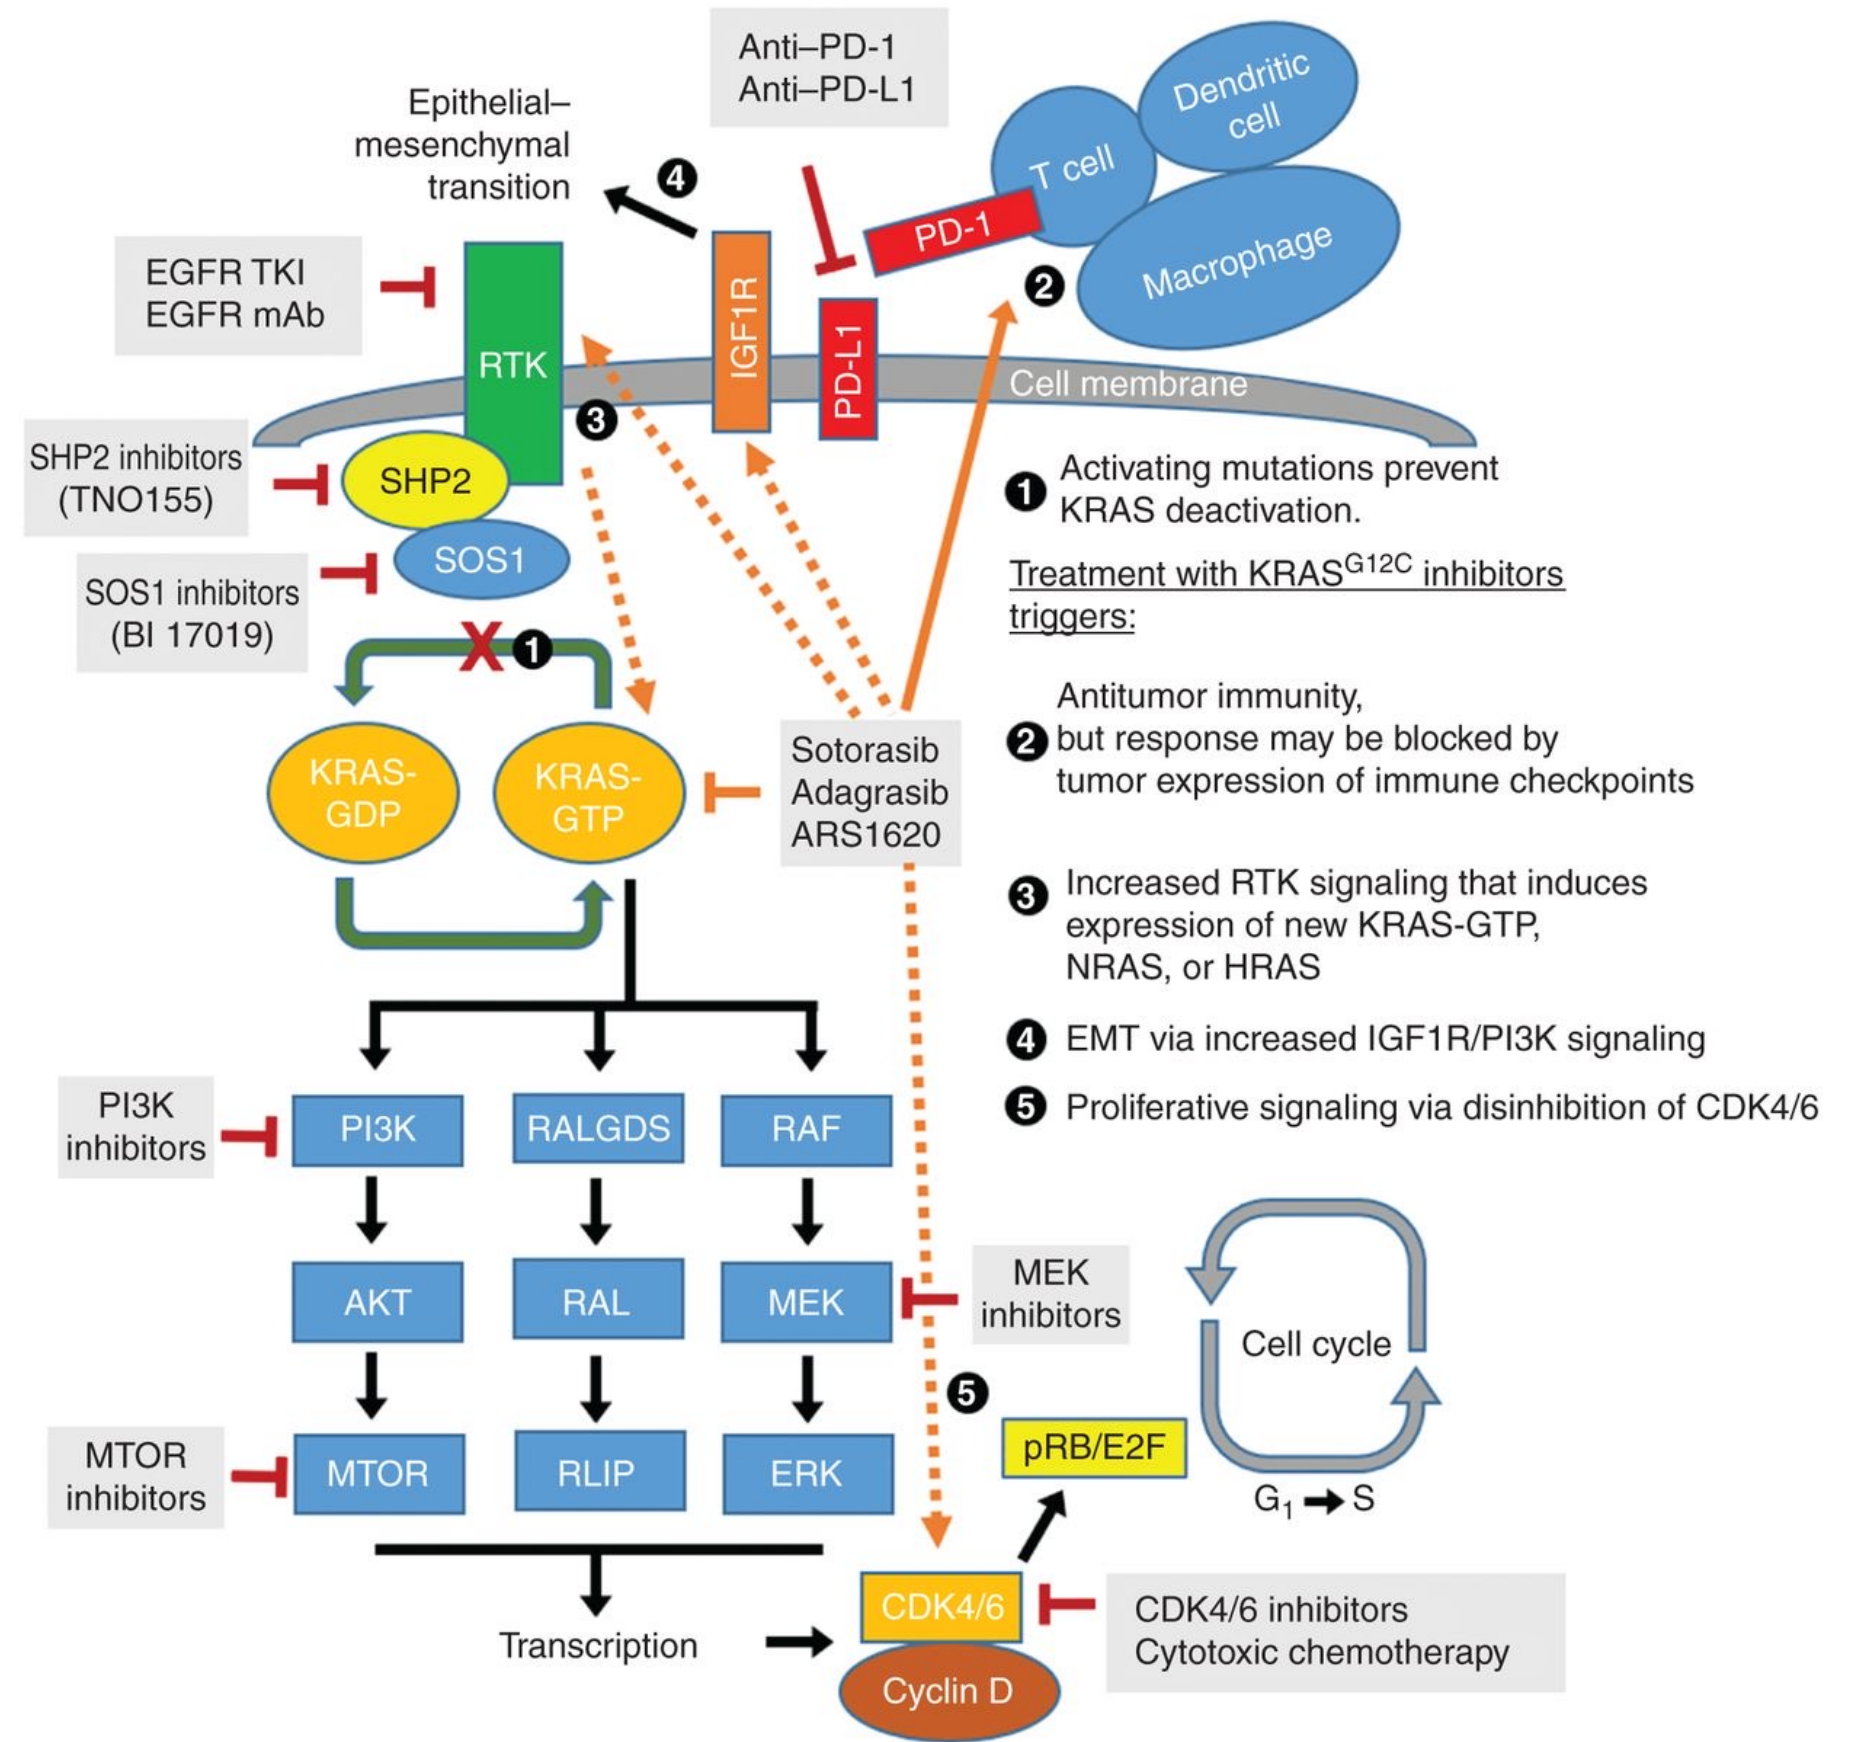 Anti–PD-1
Anti–PD-L1
Dendritic
cell
T cell
Epithelial–
mesenchymal
transition
4
PD-1
Macrophage
2
EGFR TKI
EGFR mAb
RTK
IGF1R
PD-L1
Cell membrane
3
SHP2 inhibitors
(TNO155)
SHP2
SOS1
SOS1 inhibitors
(BI 17019)
X 1
1 Activating mutations prevent
KRAS deactivation.
Treatment with KRASG12C inhibitors
triggers:
Antitumor immunity,
2 but response may be blocked by
tumor expression of immune checkpoints
3 Increased RTK signaling that induces
expression of new KRAS-GTP,
NRAS, or HRAS
4 EMT via increased IGF1R/PI3K signaling
5 Proliferative signaling via disinhibition of CDK4/6
KRAS-
GDP
KRAS-
GTP
Sotorasib
Adagrasib
ARS1620
PI3K
inhibitors
PI3K
RALGDS
RAF
AKT
RAL
MEK
MEK
inhibitors
5
MTOR
inhibitors
MTOR
RLIP
ERK
pRB/E2F
Cell cycle
G1 → S
Transcription
CDK4/6
Cyclin D
CDK4/6 inhibitors
Cytotoxic chemotherapy